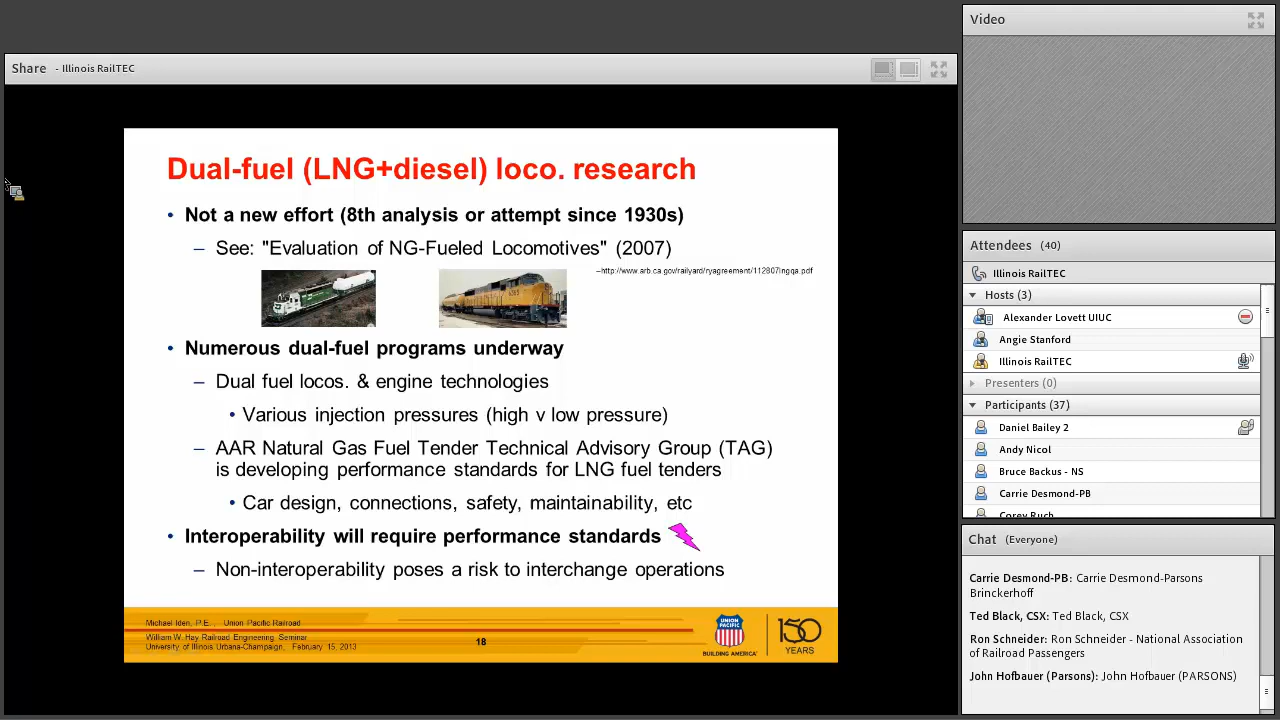 Share - Illinois RailTEC
Dual-fuel (LNG+diesel) loco. research
• Not a new effort (8th analysis or attempt since 1930s)
– See: "Evaluation of NG-Fueled Locomotives" (2007)
–http://www.arb.ca.gov/railyard/ryagreement/112807lngqa.pdf
• Numerous dual-fuel programs underway
– Dual fuel locos. & engine technologies
• Various injection pressures (high v low pressure)
– AAR Natural Gas Fuel Tender Technical Advisory Group (TAG)
is developing performance standards for LNG fuel tenders
• Car design, connections, safety, maintainability, etc
• Interoperability will require performance standards
– Non-interoperability poses a risk to interchange operations
Michael Iden, P.E., Union Pacific Railroad
William W. Hay Railroad Engineering Seminar
University of Illinois Urbana-Champaign, February 15, 2013
18
UNION
PACIFIC
BUILDING AMERICA®
150
YEARS
Video
Attendees (40)
Illinois RailTEC
Hosts (3)
Alexander Lovett UIUC
Angie Stanford
Illinois RailTEC
Presenters (0)
Participants (37)
Daniel Bailey 2
Andy Nicol
Bruce Backus - NS
Carrie Desmond-PB
Corey Ruch
Chat (Everyone)
Carrie Desmond-PB: Carrie Desmond-Parsons
Brinckerhoff
Ted Black, CSX: Ted Black, CSX
Ron Schneider: Ron Schneider - National Association
of Railroad Passengers
John Hofbauer (Parsons): John Hofbauer (PARSONS)